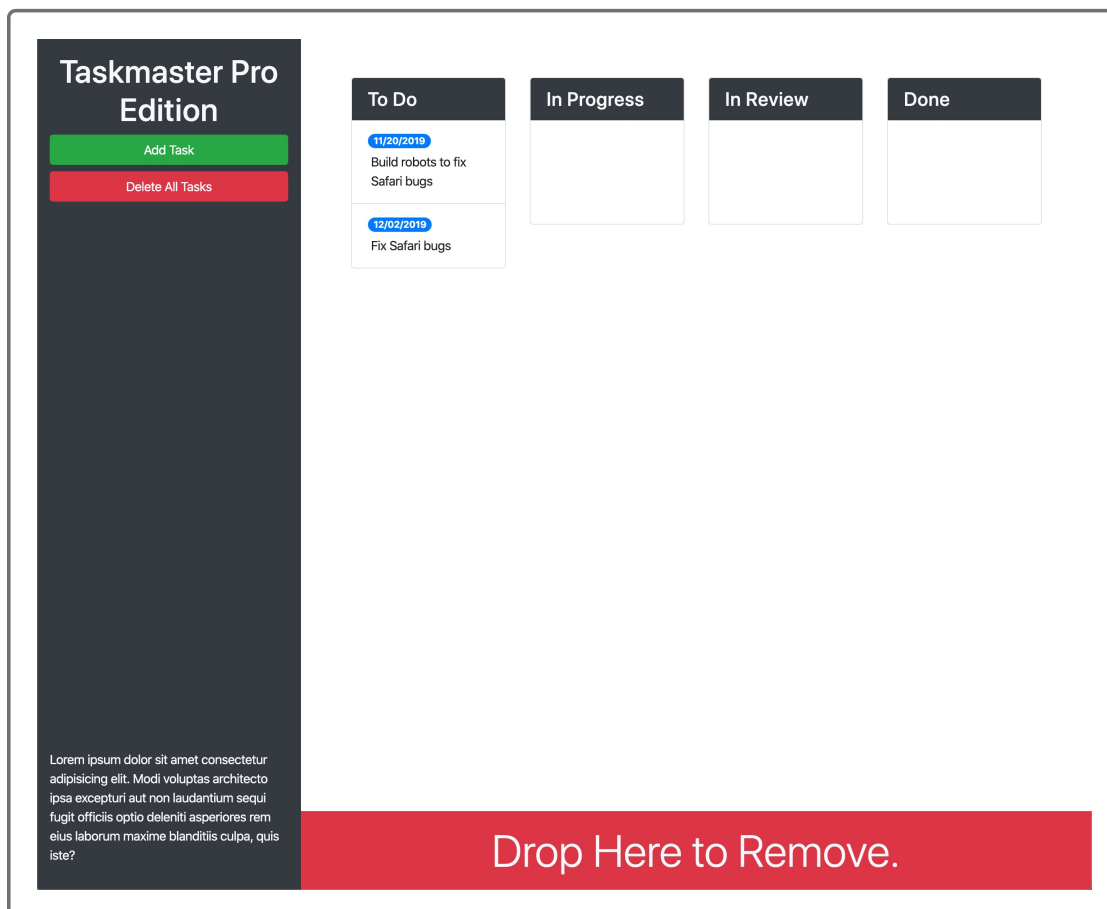 Taskmaster Pro
Edition
Add Task
Delete All Tasks
Lorem ipsum dolor sit amet consectetur
adipisicing elit. Modi voluptas architecto
ipsa excepturi aut non laudantium sequi
fugit officiis optio deleniti asperiores rem
eius laborum maxime blanditiis culpa, quis
iste?
To Do
11/20/2019
Build robots to fix
Safari bugs
12/02/2019
Fix Safari bugs
In Progress
In Review
Done
Drop Here to Remove.